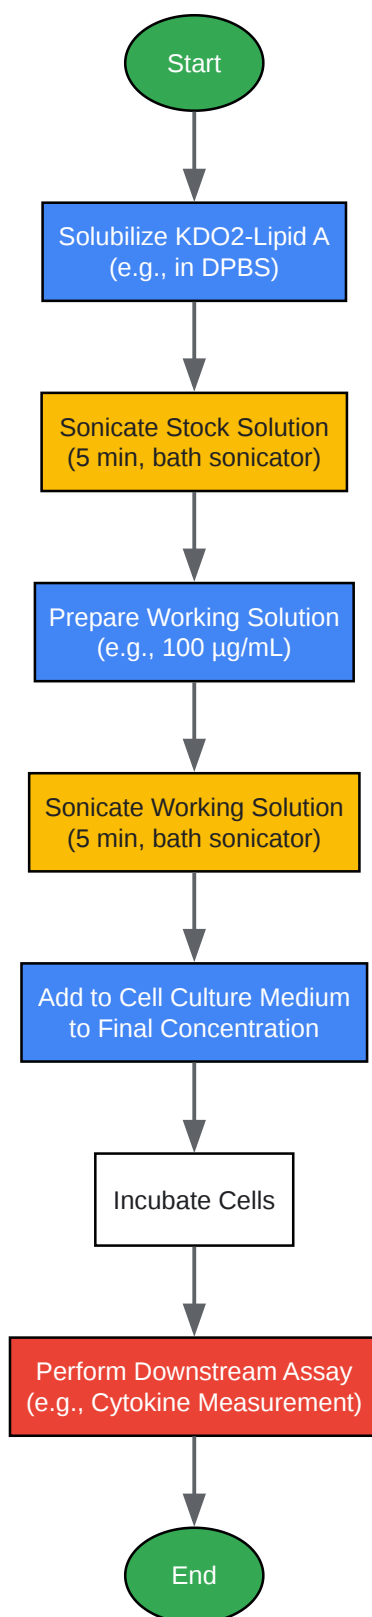 Start
Solubilize KDO2-Lipid A
(e.g., in DPBS)
Sonicate Stock Solution
(5 min, bath sonicator)
Prepare Working Solution
(e.g., 100 µg/mL)
Sonicate Working Solution
(5 min, bath sonicator)
Add to Cell Culture Medium
to Final Concentration
Incubate Cells
Perform Downstream Assay
(e.g., Cytokine Measurement)
End